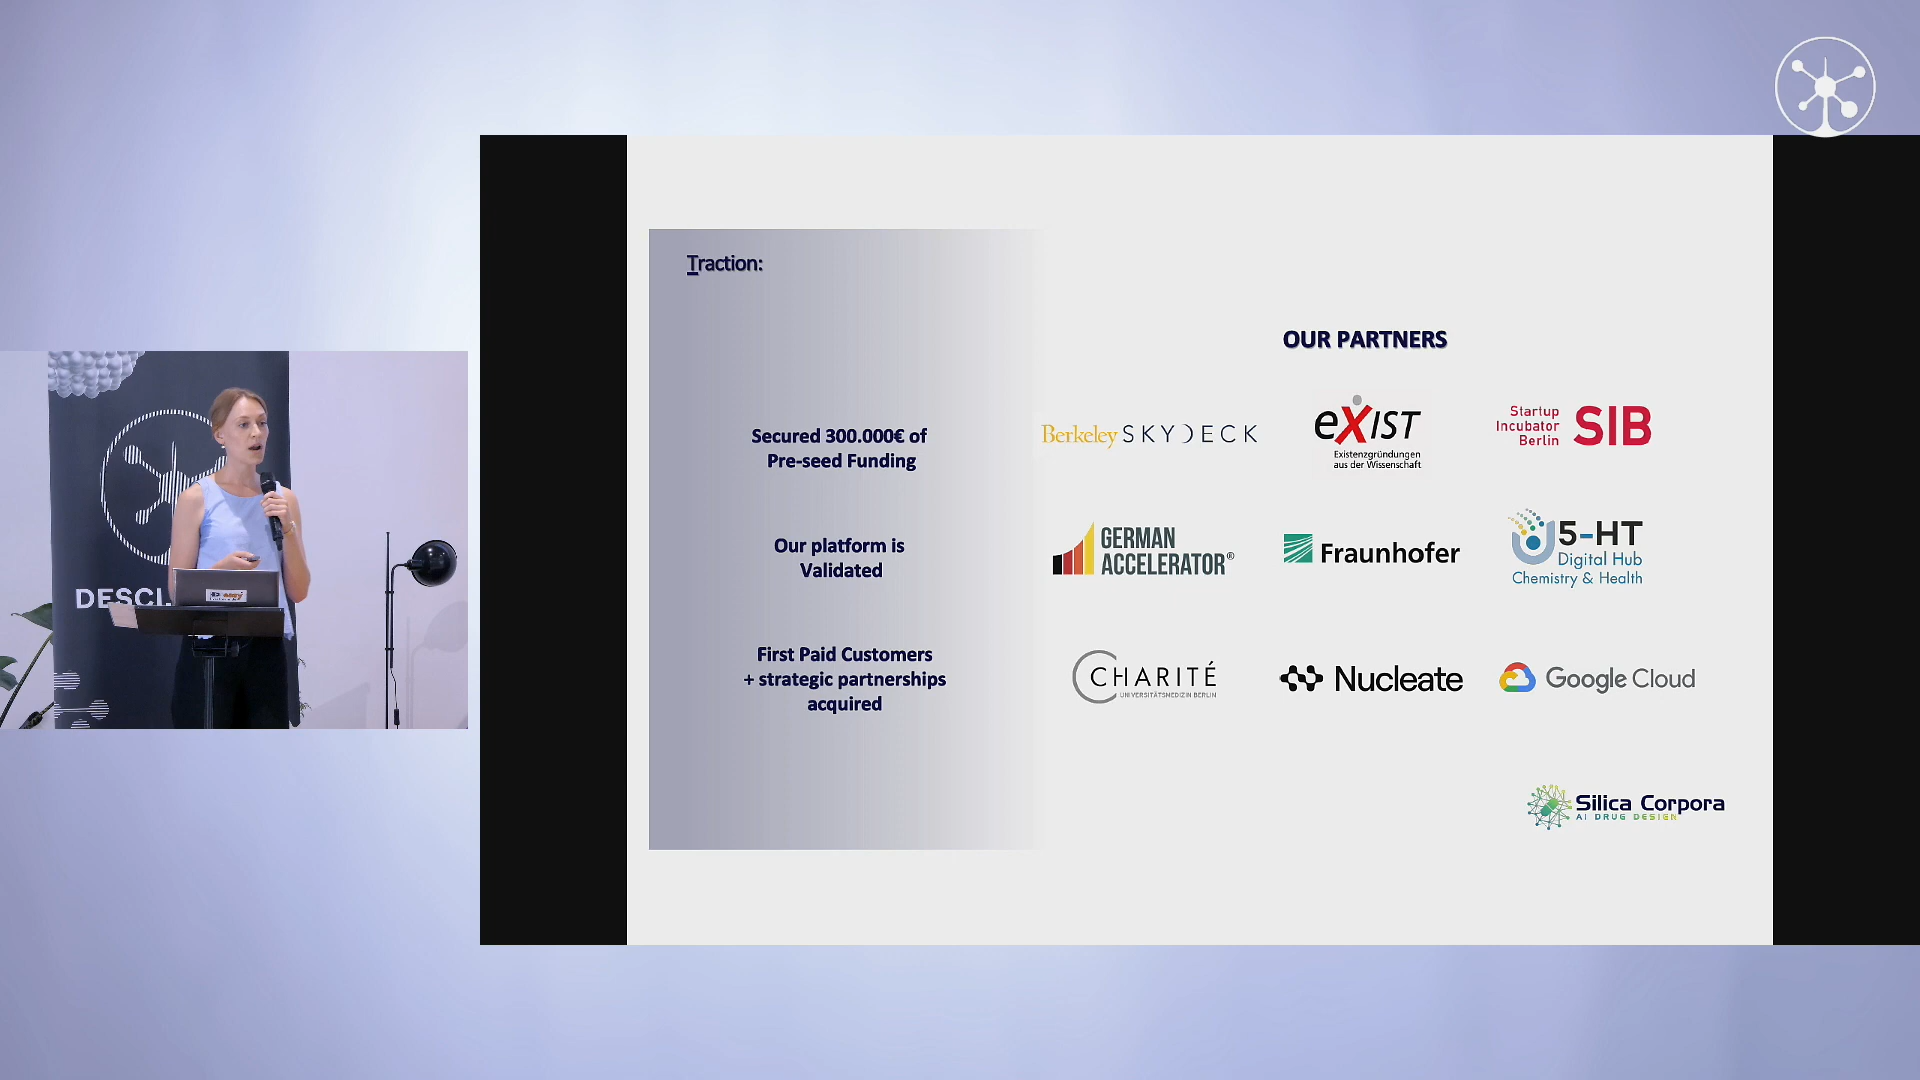 Traction:
Secured 300.000€ of
Pre-seed Funding
Our platform is
Validated
First Paid Customers
+ strategic partnerships
acquired
OUR PARTNERS
Berkeley SKYDECK
eXIST
Existenzgründungen
aus der Wissenschaft
Startup
Incubator
Berlin
SIB
GERMAN
ACCELERATOR®
Fraunhofer
5-HT
Digital Hub
Chemistry & Health
CHARITÉ
UNIVERSITÄTSMEDIZIN BERLIN
Nucleate
Google Cloud
Silica Corpora
AI DRUG DESIGN
DESCI